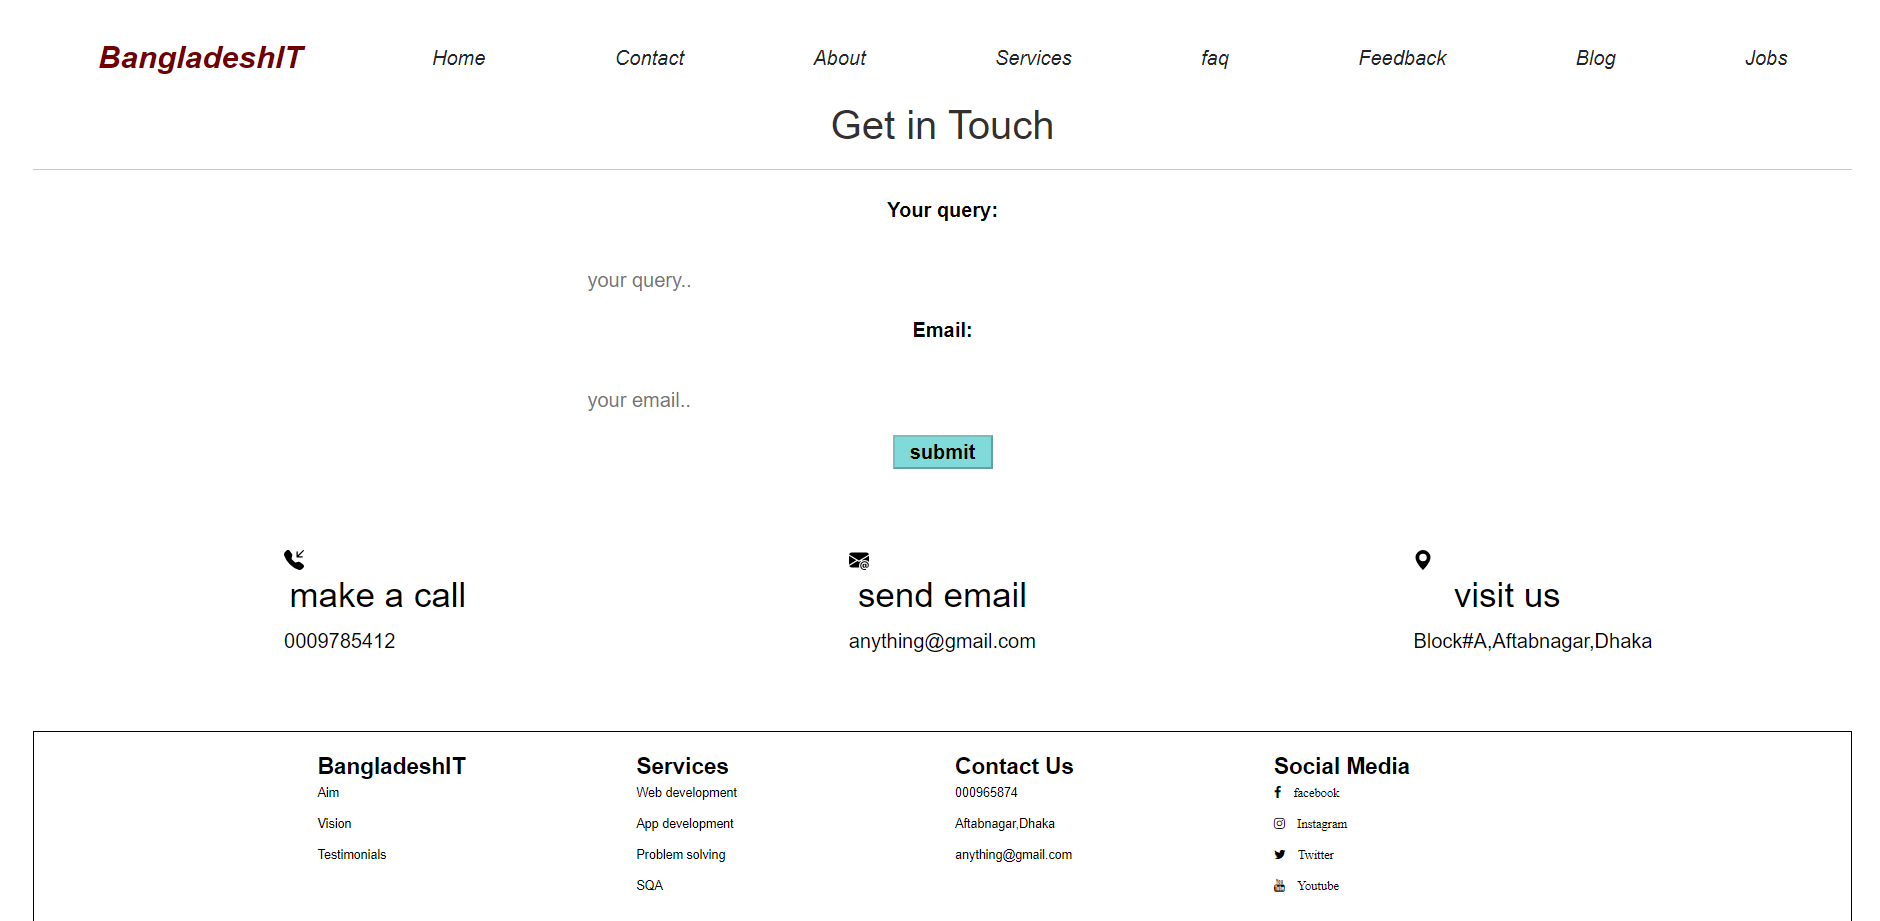 BangladeshIT Home Contact About Services faq Feedback Blog Jobs
Get in Touch
Your query:
your query..
Email:
your email..
submit
make a call
0009785412
send email
anything@gmail.com
visit us
Block#A,Aftabnagar,Dhaka
BangladeshIT
Aim
Vision
Testimonials
Services
Web development
App development
Problem solving
SQA
Contact Us
000965874
Aftabnagar,Dhaka
anything@gmail.com
Social Media
facebook
Instagram
Twitter
Youtube